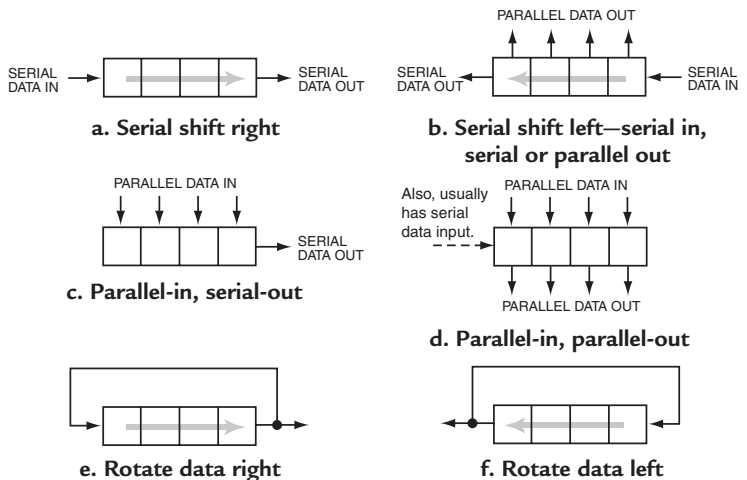 SERIAL
DATA IN
SERIAL
DATA OUT
a. Serial shift right
PARALLEL DATA OUT
SERIAL
DATA OUT
SERIAL
DATA IN
b. Serial shift left—serial in,
serial or parallel out
PARALLEL DATA IN
SERIAL
DATA OUT
c. Parallel-in, serial-out
Also, usually
has serial
data input.
PARALLEL DATA IN
PARALLEL DATA OUT
d. Parallel-in, parallel-out
e. Rotate data right
f. Rotate data left